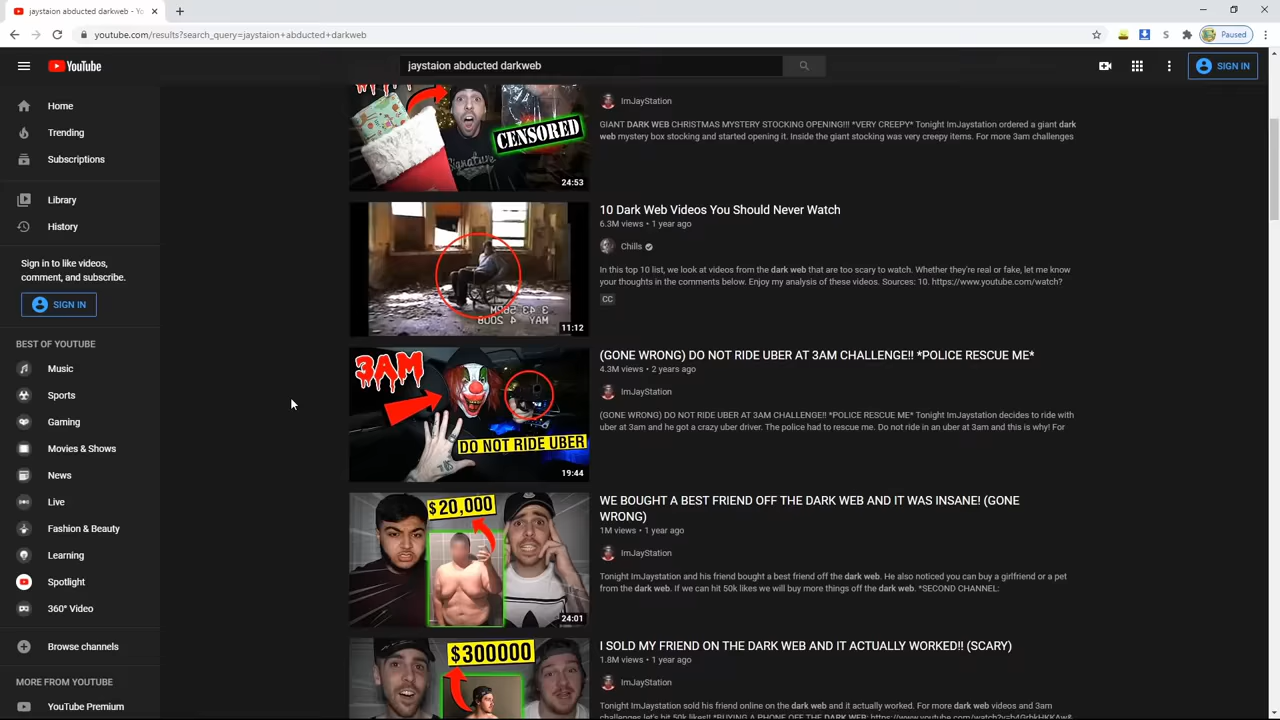 jaystaion abducted darkweb - Yo
youtube.com/results?search_query=jaystaion+abducted+darkweb
Paused
YouTube
jaystaion abducted darkweb
SIGN IN
Home
Trending
Subscriptions
Library
History
Sign in to like videos,
comment, and subscribe.
SIGN IN
BEST OF YOUTUBE
Music
Sports
Gaming
Movies & Shows
News
Live
Fashion & Beauty
Learning
Spotlight
360° Video
Browse channels
MORE FROM YOUTUBE
YouTube Premium
CENSORED
Signature
24:53
ImJayStation
GIANT DARK WEB CHRISTMAS MYSTERY STOCKING OPENING!!! *VERY CREEPY* Tonight ImJaystation ordered a giant dark
web mystery box stocking and started opening it. Inside the giant stocking was very creepy items. For more 3am challenges
MAY 4 2008
11:12
10 Dark Web Videos You Should Never Watch
6.3M views • 1 year ago
Chills
In this top 10 list, we look at videos from the dark web that are too scary to watch. Whether they're real or fake, let me know
your thoughts in the comments below. Enjoy my analysis of these videos. Sources: 10. https://www.youtube.com/watch?
CC
3AM
DO NOT RIDE UBER
19:44
(GONE WRONG) DO NOT RIDE UBER AT 3AM CHALLENGE!! *POLICE RESCUE ME*
4.3M views • 2 years ago
ImJayStation
(GONE WRONG) DO NOT RIDE UBER AT 3AM CHALLENGE!! *POLICE RESCUE ME* Tonight ImJaystation decides to ride with
uber at 3am and he got a crazy uber driver. The police had to rescue me. Do not ride in an uber at 3am and this is why! For
$20,000
24:01
WE BOUGHT A BEST FRIEND OFF THE DARK WEB AND IT WAS INSANE! (GONE
WRONG)
1M views • 1 year ago
ImJayStation
Tonight ImJaystation and his friend bought a best friend off the dark web. He also noticed you can buy a girlfriend or a pet
from the dark web. If we can hit 50k likes we will buy more things off the dark web. *SECOND CHANNEL:
$300000
I SOLD MY FRIEND ON THE DARK WEB AND IT ACTUALLY WORKED!! (SCARY)
1.8M views • 1 year ago
ImJayStation
Tonight ImJaystation sold his friend online on the dark web and it actually worked. For more dark web videos and 3am